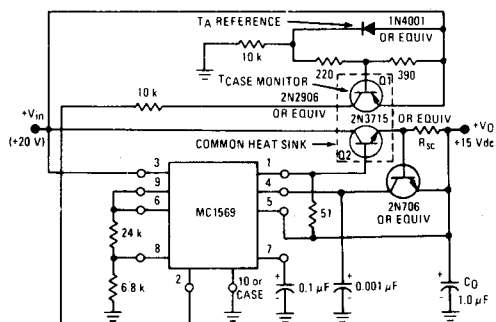 TA REFERENCE
1N4001
OR EQUIV
10 k
220
390
TCASE MONITOR
Q1
10k
2N2906
OR EQUIV
2N3715
OR EQUIV
+Vin
(+20 V)
COMMON HEAT SINK
Q2
RSC
+VO
+15 Vdc
3
1
9
4
6
5
MC1569
51
2N706
OR EQUIV
24 k
8
7
2
10 or
CASE
6.8 k
+
-
0.1 μF
+
-
0.001 μF
+
-
CO
1.0 μF